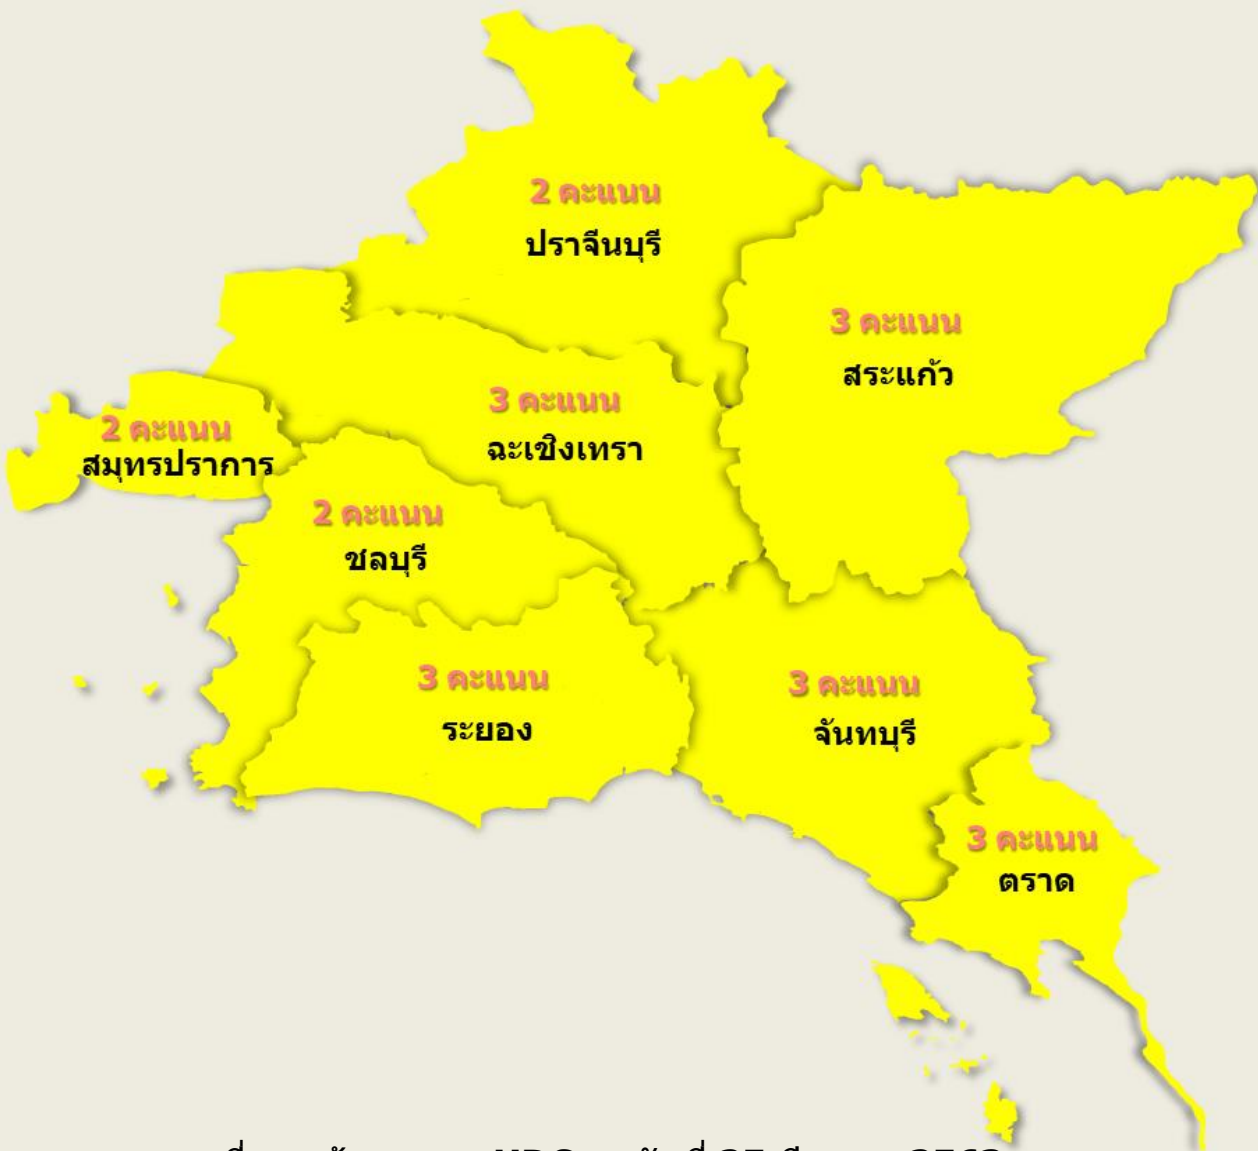 2 คะแนน
ปราจีนบุรี
3 คะแนน
สระแก้ว
3 คะแนน
ฉะเชิงเทรา
2 คะแนน
สมุทรปราการ
2 คะแนน
ชลบุรี
3 คะแนน
ระยอง
3 คะแนน
จันทบุรี
3 คะแนน
ตราด